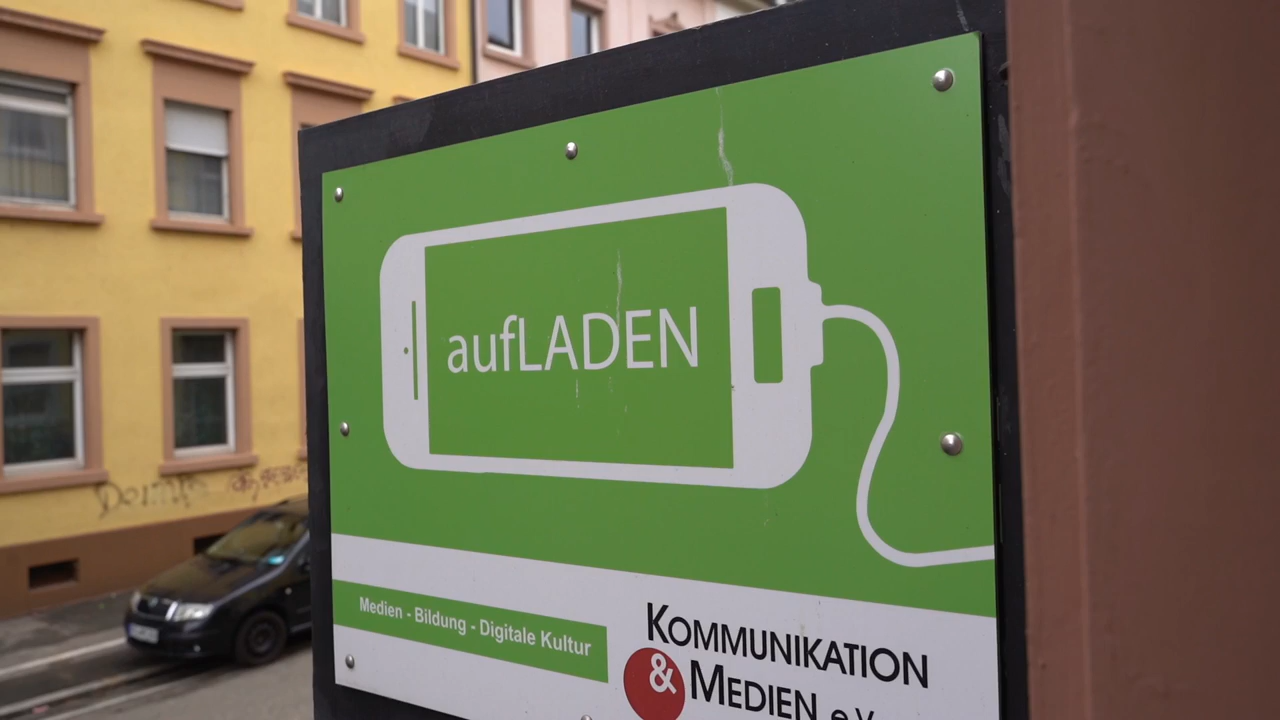 aufLADEN
Medien - Bildung - Digitale Kultur
KOMMUNIKATION
& MEDIEN e.V.